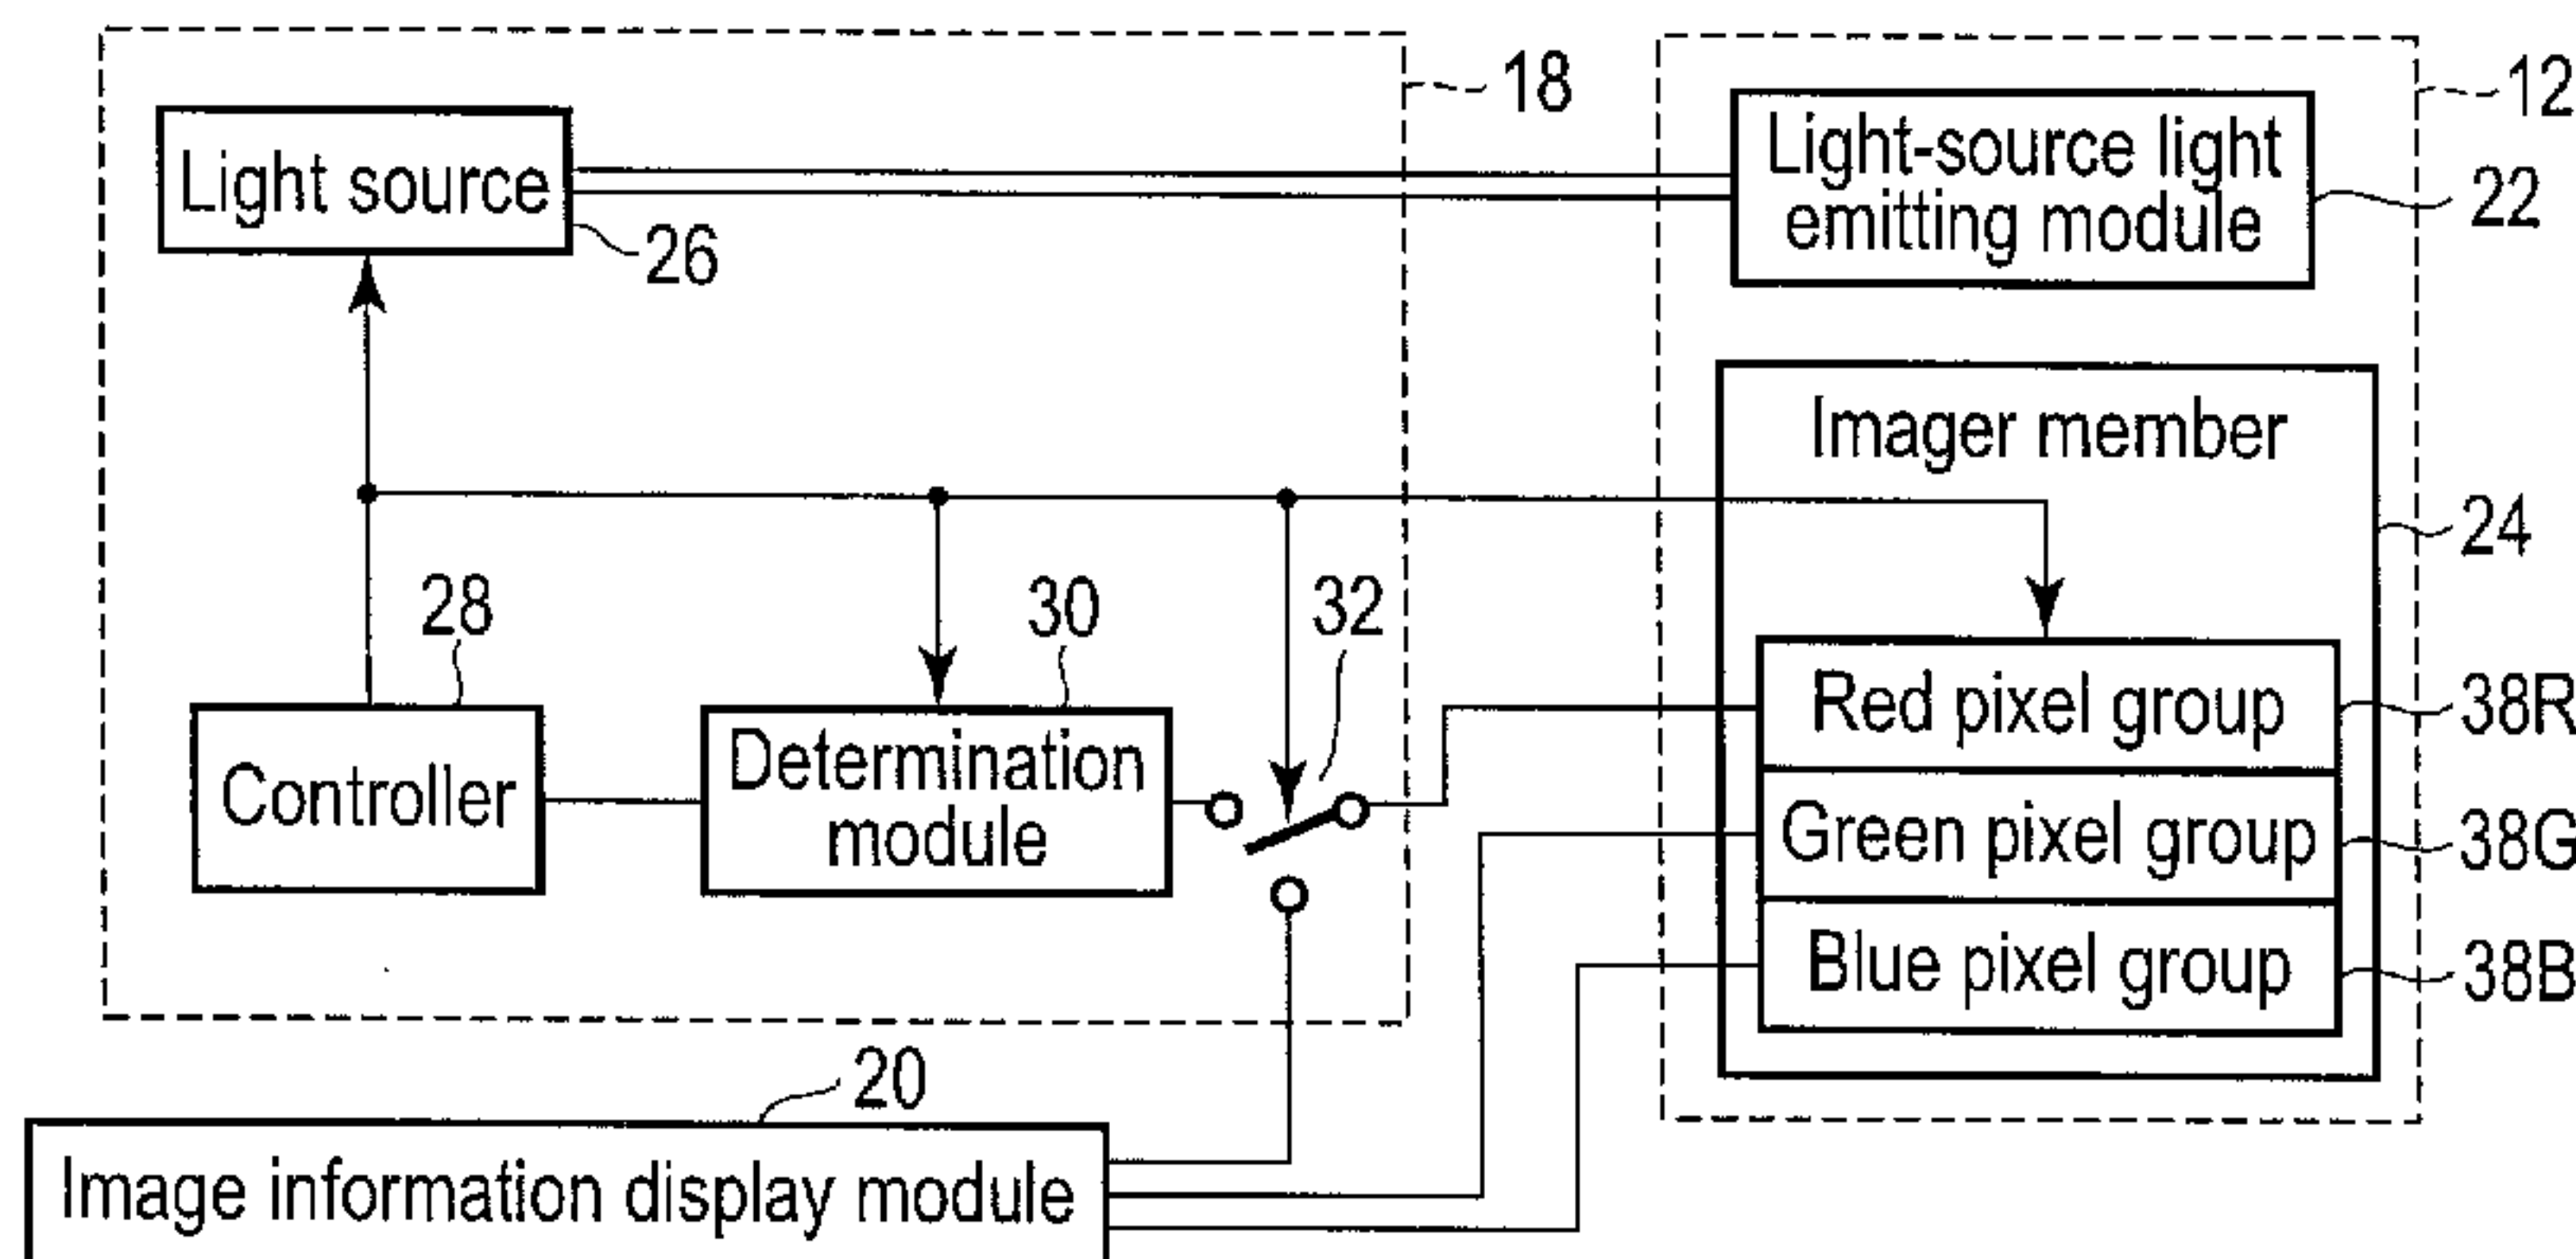 18
12
Light source
26
Light-source light
emitting module
22
Imager member
24
28
30
32
Controller
Determination
module
Red pixel group
38R
Green pixel group
38G
Blue pixel group
38B
20
Image information display module